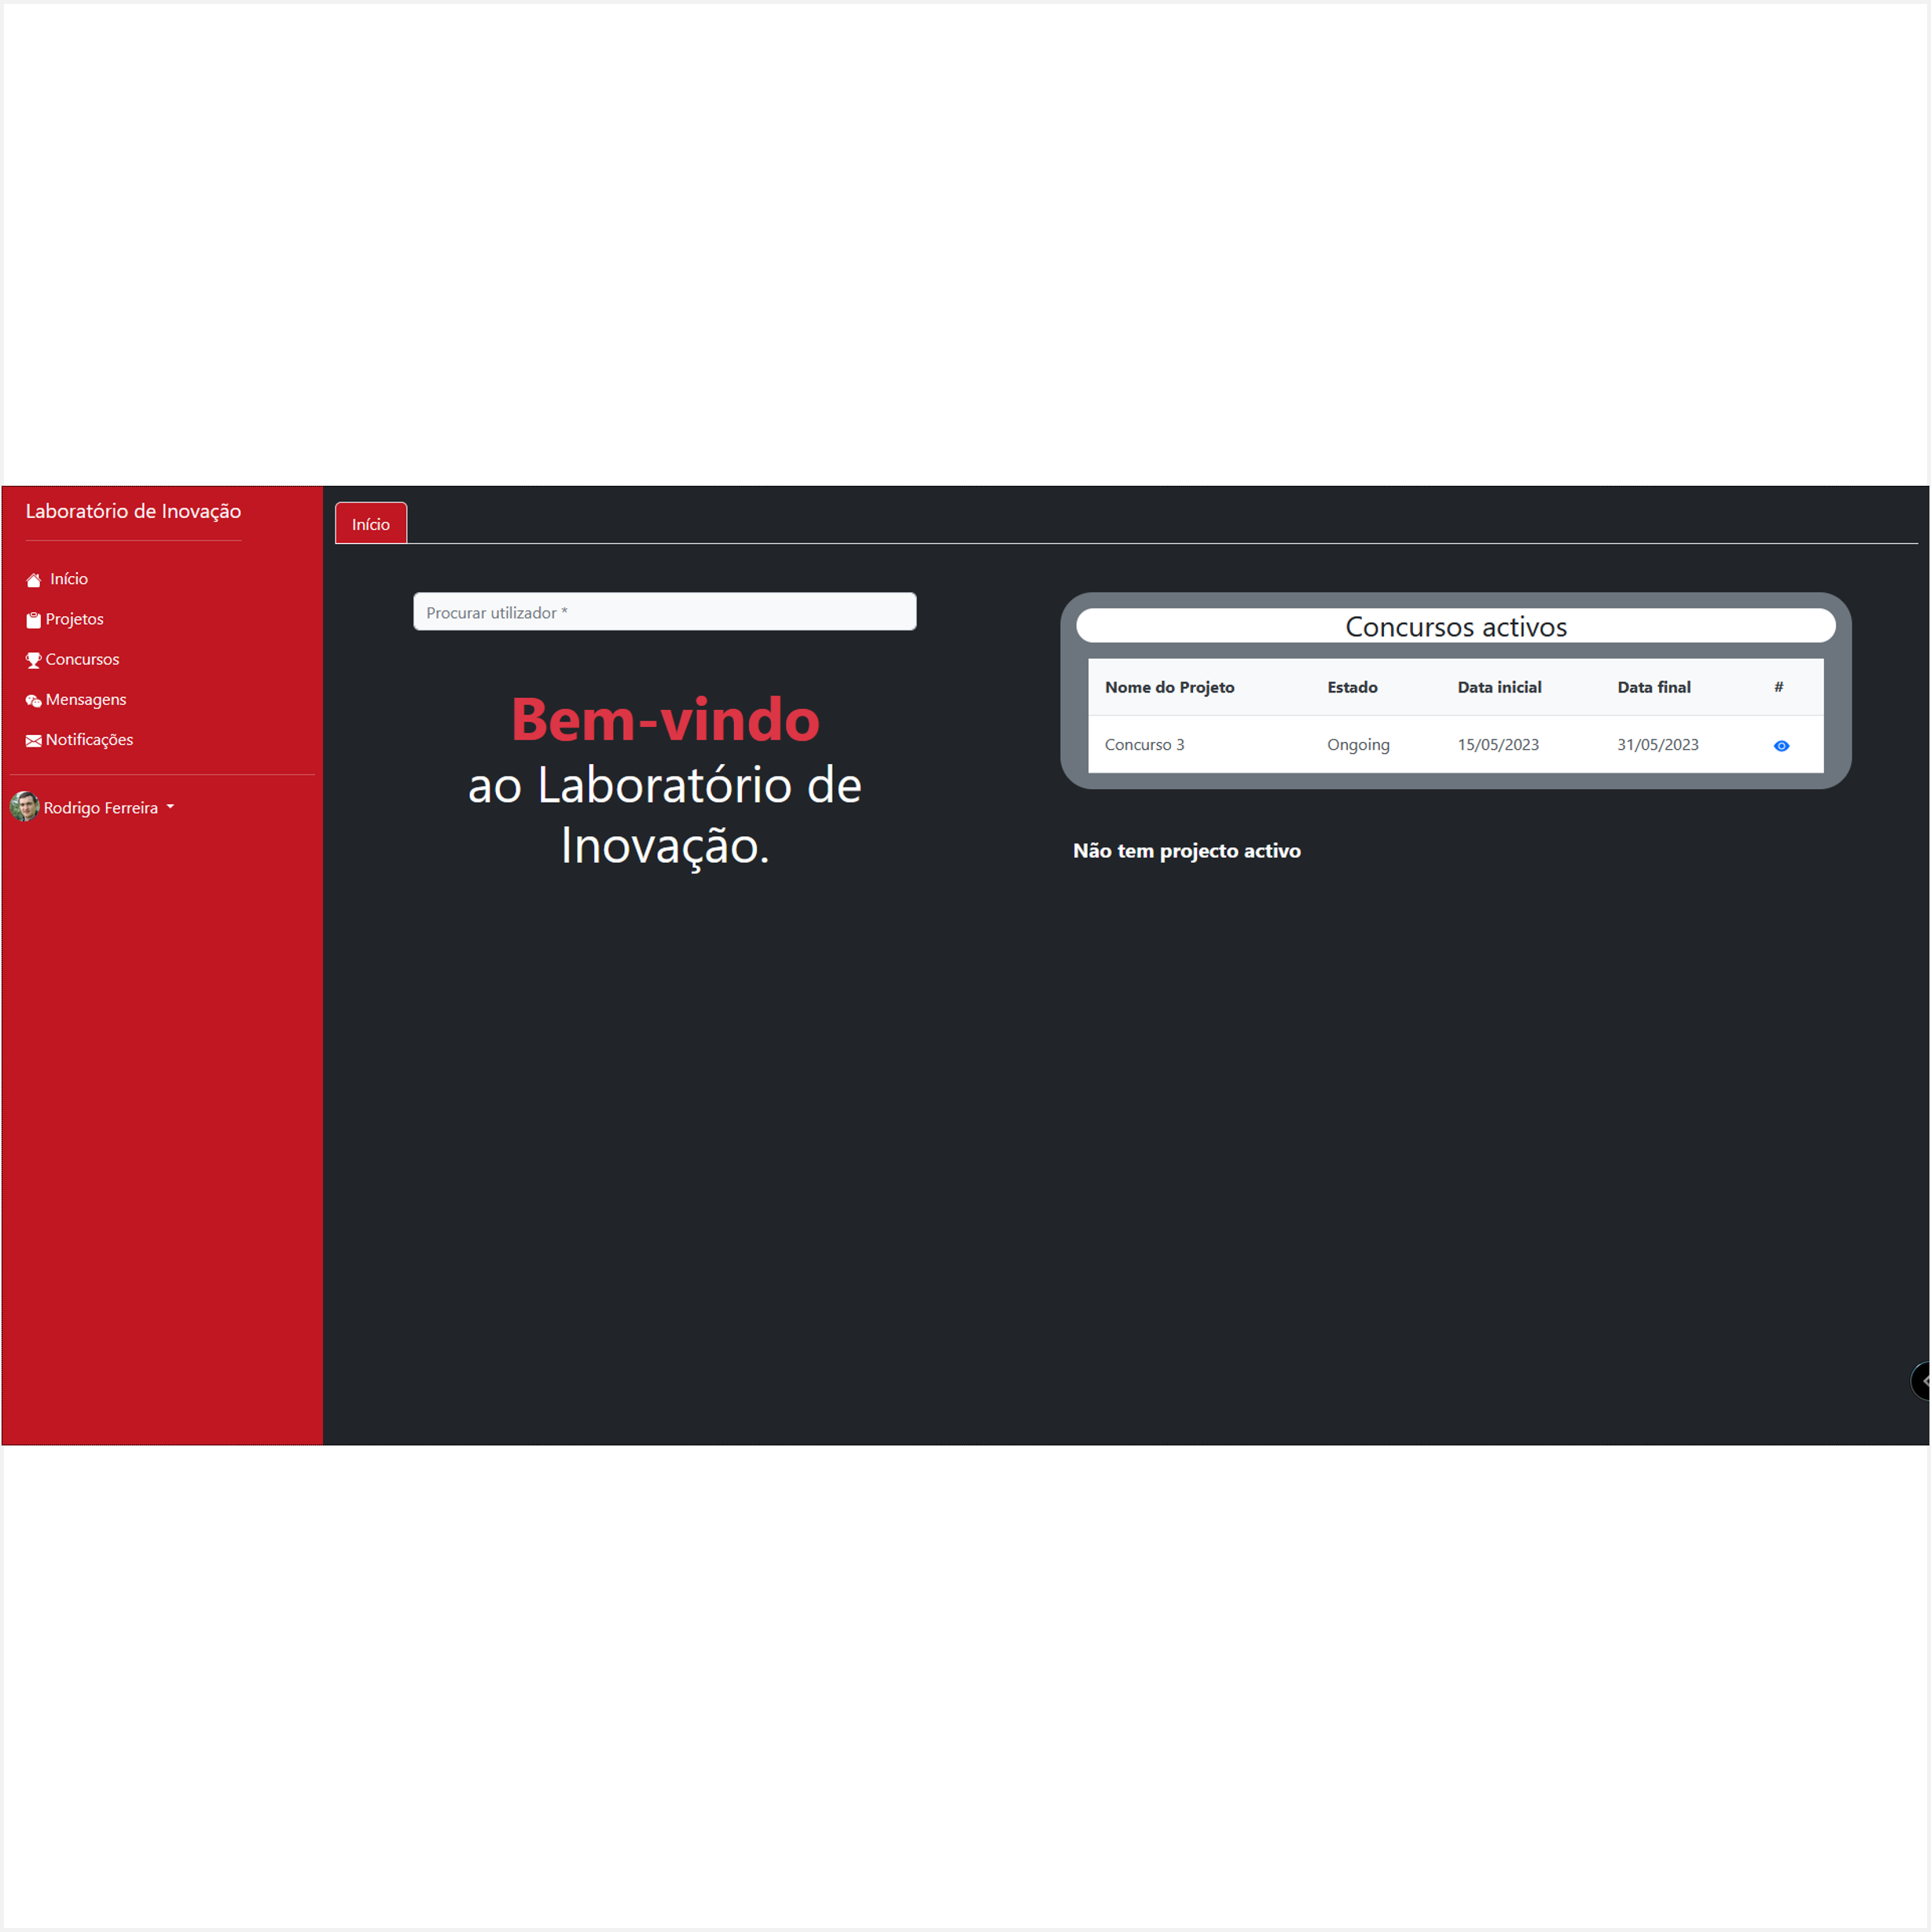 Laboratório de Inovação
Início
Projetos
Concursos
Mensagens
Notificações
Rodrigo Ferreira
Início
Procurar utilizador *
Bem-vindo
ao Laboratório de
Inovação.
Concursos activos
Nome do Projeto Estado Data inicial Data final #
Concurso 3 Ongoing 15/05/2023 31/05/2023
Não tem projecto activo